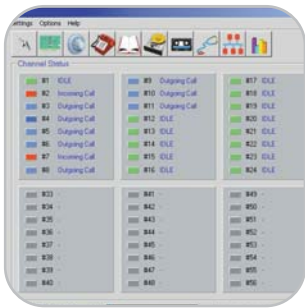 ettings Options Help
Channel Status
#1 IDLE
#2 Incoming Call
#3 Outgoing Call
#4 Outgoing Call
#5 Outgoing Call
#6 Outgoing Call
#7 Incoming Call
#8 Outgoing Call
#9 Outgoing Call
#10 Outgoing Call
#11 Outgoing Call
#12 IDLE
#13 IDLE
#14 IDLE
#15 IDLE
#16 IDLE
#17 IDLE
#18 IDLE
#19 IDLE
#20 IDLE
#21 IDLE
#22 IDLE
#23 IDLE
#24 IDLE
#33 -
#34 -
#35 -
#36 -
#37 -
#38 -
#39 -
#40 -
#41 -
#42 -
#43 -
#44 -
#45 -
#46 -
#47 -
#48 -
#49 -
#50 -
#51 -
#52 -
#53 -
#54 -
#55 -
#56 -